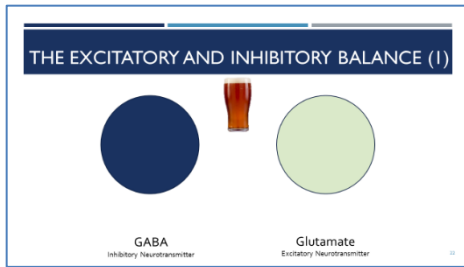 THE EXCITATORY AND INHIBITORY BALANCE (1)
GABA
Inhibitory Neurotransmitter
Glutamate
Excitatory Neurotransmitter